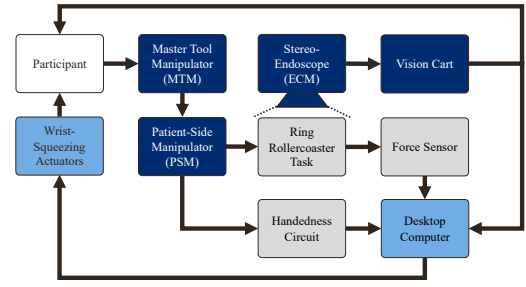 Participant
Master Tool
Manipulator
(MTM)
Stereo-
Endoscope
(ECM)
Vision Cart
Wrist-
Squeezing
Actuators
Patient-Side
Manipulator
(PSM)
Ring
Rollercoaster
Task
Force Sensor
Handedness
Circuit
Desktop
Computer